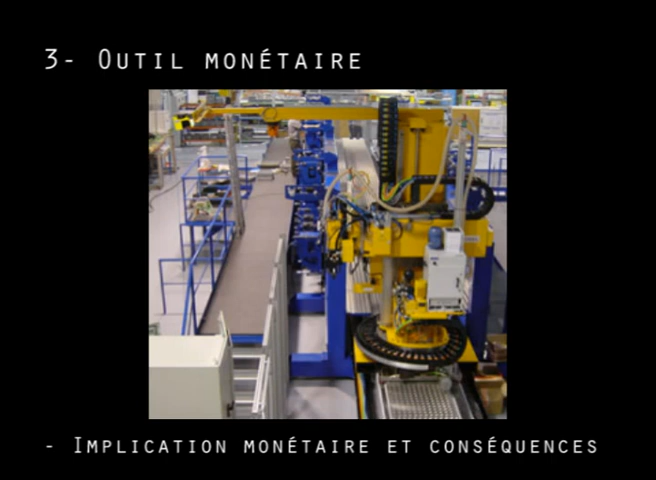 3- OUTIL MONÉTAIRE
- IMPLICATION MONÉTAIRE ET CONSÉQUENCES